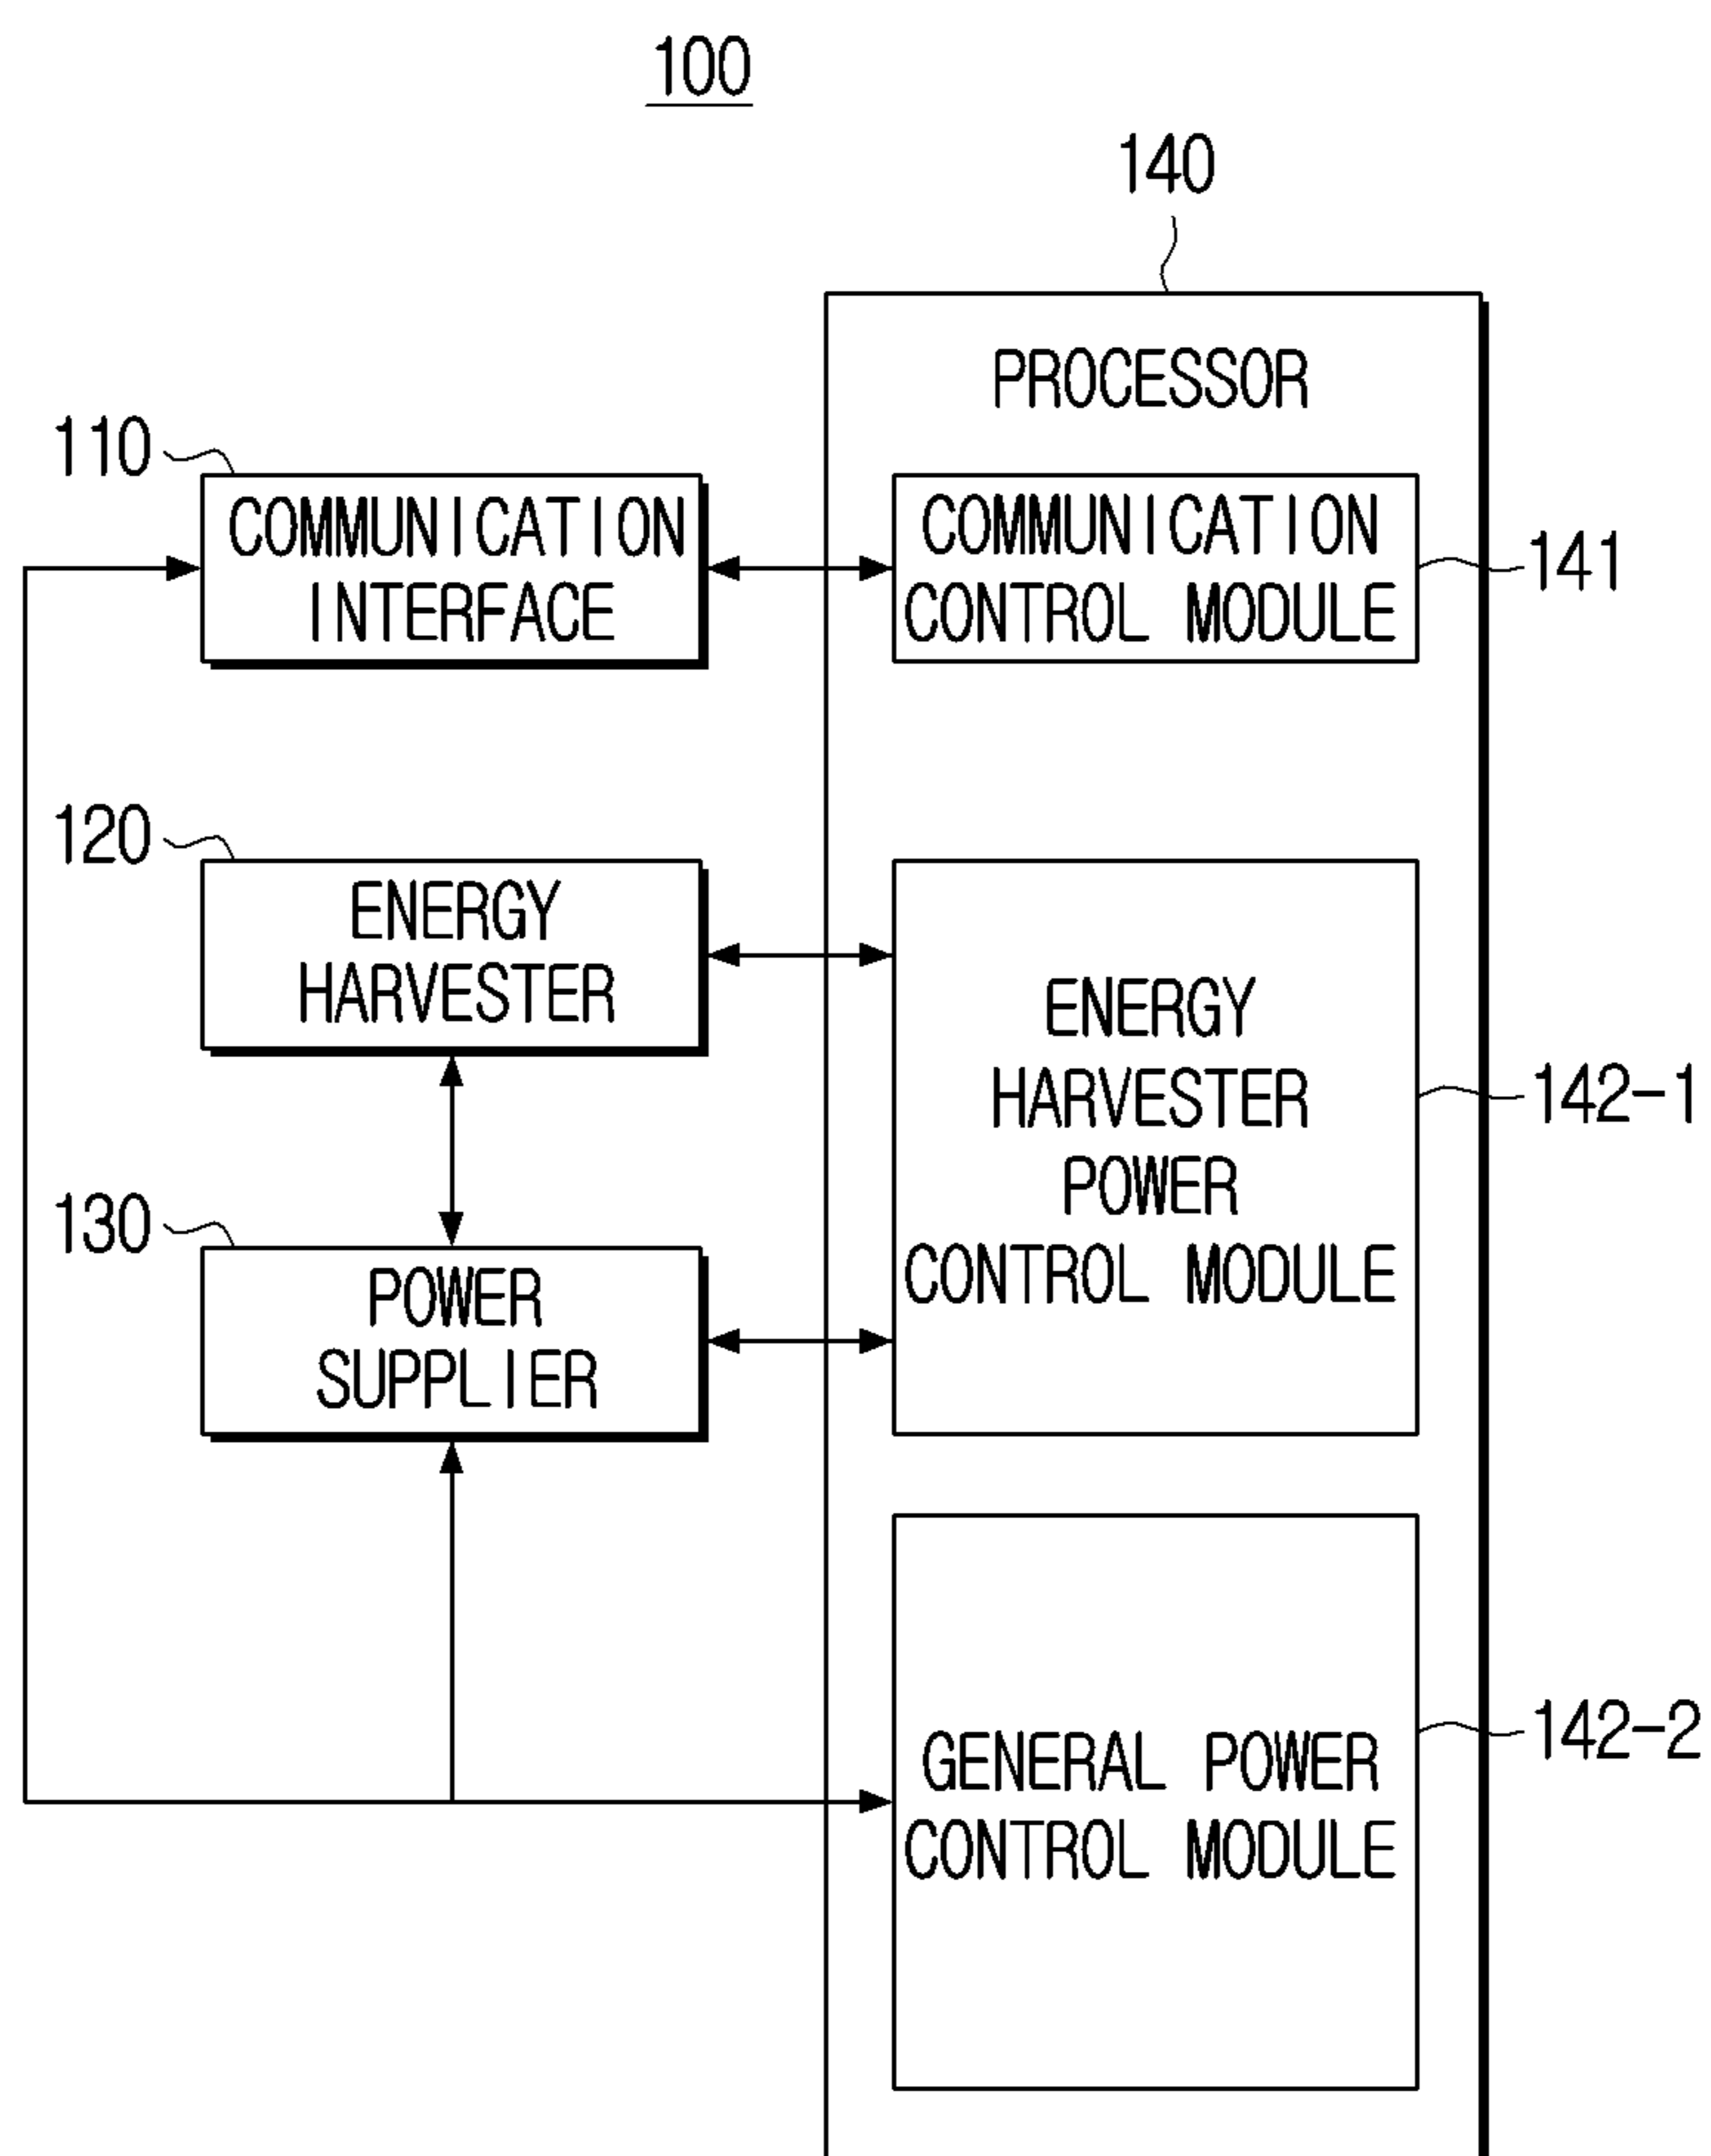 100
140
PROCESSOR
110
COMMUNICATION
INTERFACE
COMMUNICATION
CONTROL MODULE
141
120
ENERGY
HARVESTER
ENERGY
HARVESTER
POWER
CONTROL MODULE
142-1
130
POWER
SUPPLIER
GENERAL POWER
CONTROL MODULE
142-2